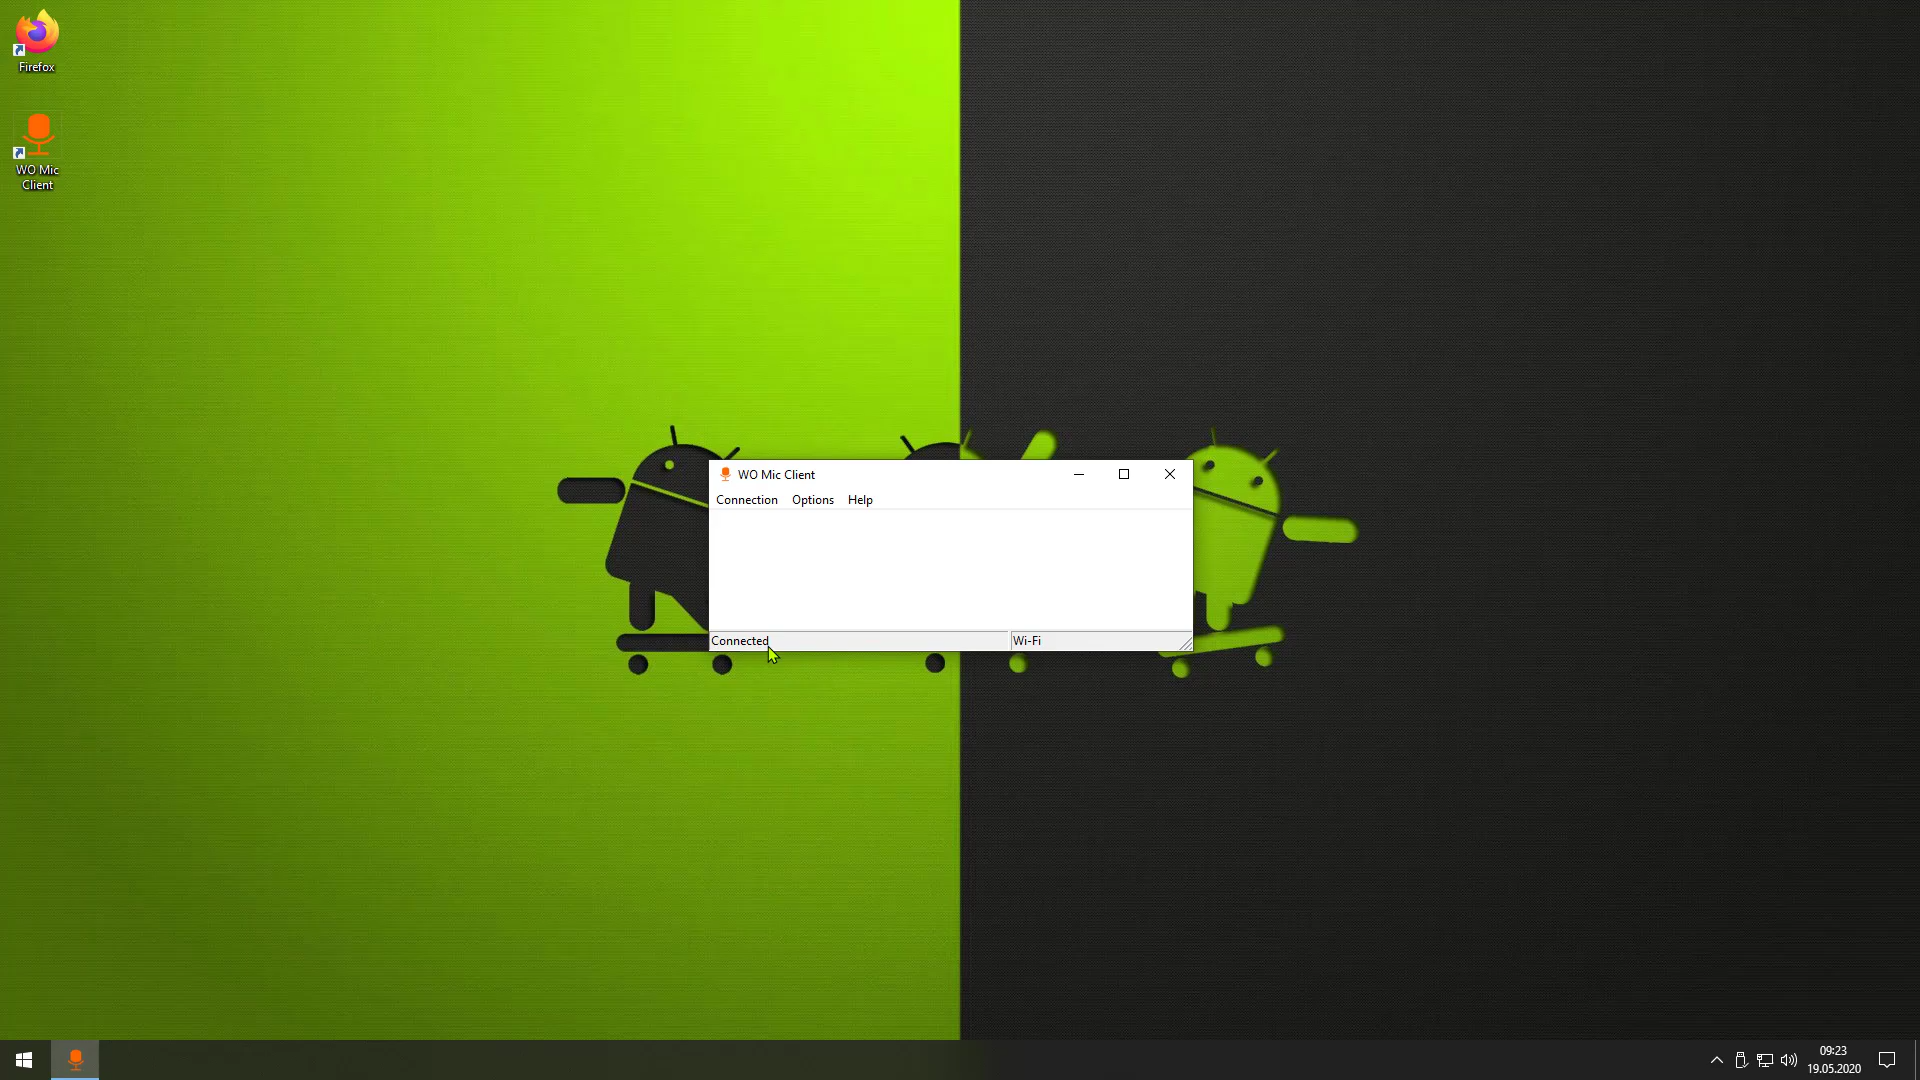 Firefox
WO Mic
Client
WO Mic Client
Connection Options Help
Connected
Wi-Fi
09:23
19.05.2020